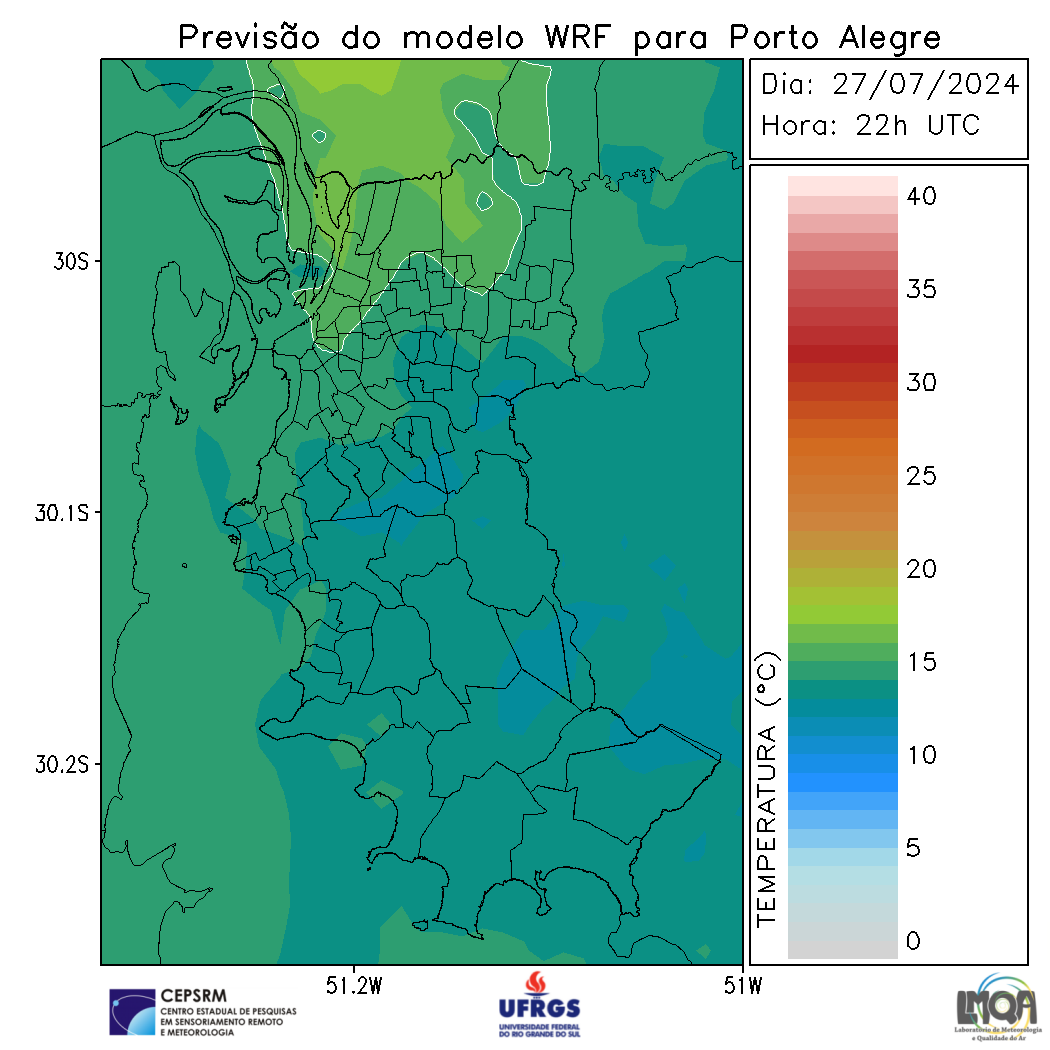 Previsão do modelo WRF para Porto Alegre
Dia: 27/07/2024
Hora: 22h UTC
40
35
30
25
20
15
10
5
0
TEMPERATURA (°C)
30S
30.1S
30.2S
51.2W
51W
CEPSRM
CENTRO ESTADUAL DE PESQUISAS
EM SENSORIAMENTO REMOTO
E METEOROLOGIA
UFRGS
UNIVERSIDADE FEDERAL
DO RIO GRANDE DO SUL
LMQA
Laboratório de Meteorologia
e Qualidade do Ar